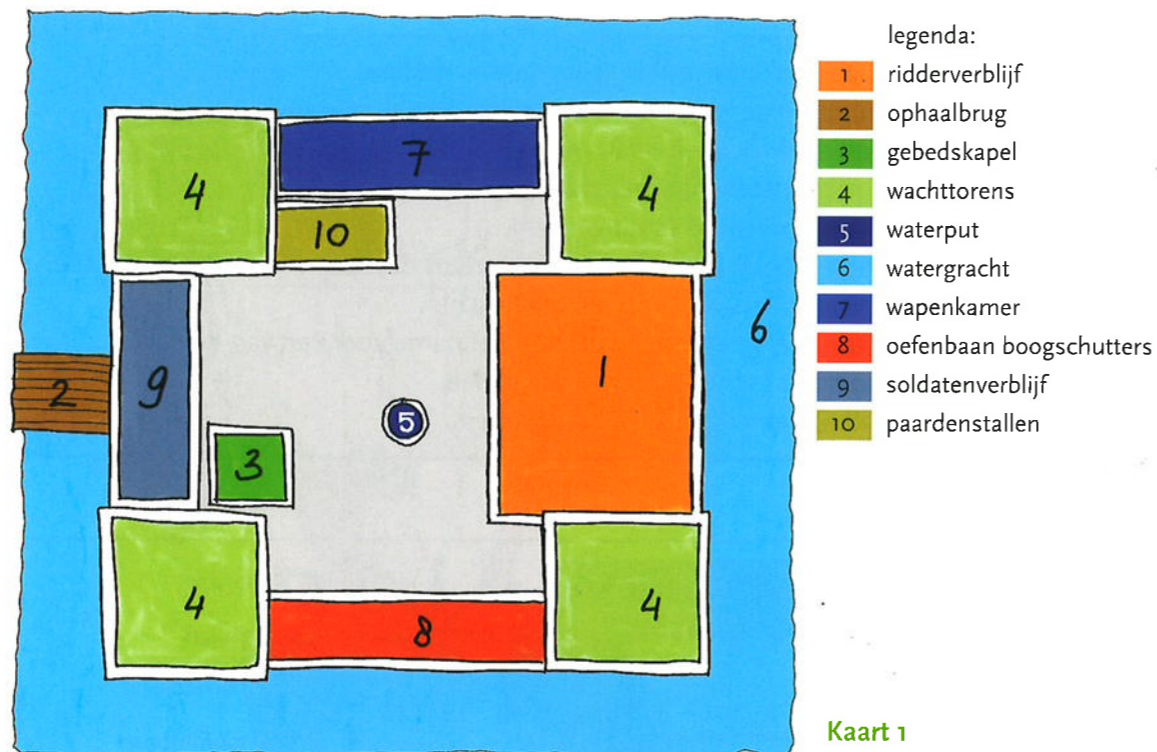 legenda:
1 ridderverblijf
2 ophaalbrug
3 gebedskapel
4 wachttorens
5 waterput
6 watergracht
7 wapenkamer
8 oefenbaan boogschutters
9 soldatenverblijf
10 paardenstallen
4
7
4
10
6
1
2
9
5
3
4
8
4
Kaart 1